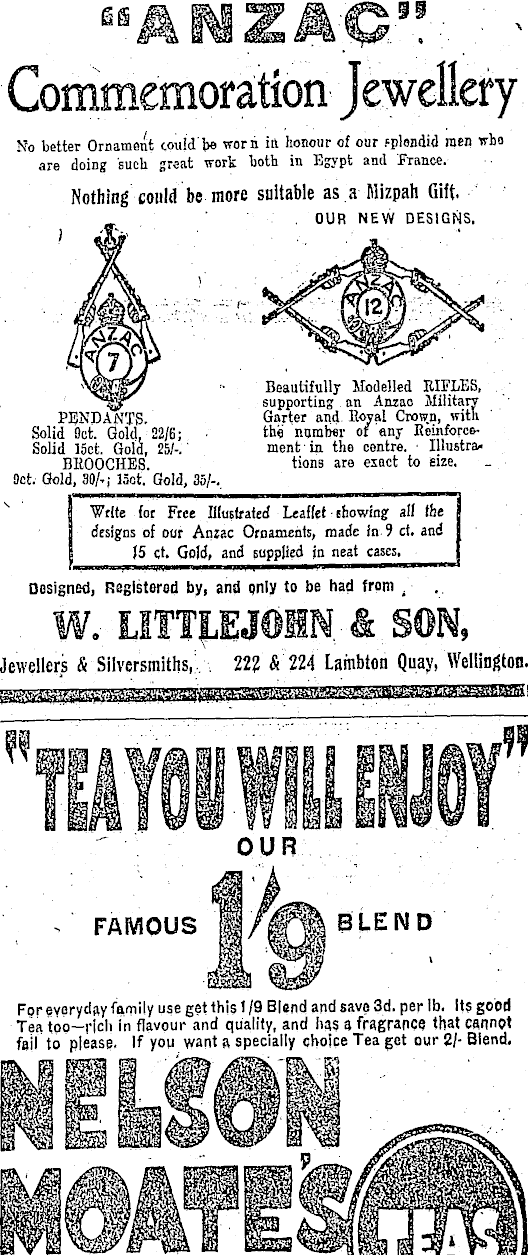 "ANZAC"
Commemoration Jewellery
No better Ornament could be worn in honour of our splendid men who
are doing such great work both in Egypt and France.
Nothing could be more suitable as a Mizpah Gift.
OUR NEW DESIGNS.
ANZAC
7
ANZAC
12
PENDANTS.
Solid 9ct. Gold, 22/6;
Solid 15ct. Gold, 25/-.
BROOCHES.
9ct. Gold, 30/-; 15ct. Gold, 35/-.
Beautifully Modelled RIFLES,
supporting an Anzac Military
Garter and Royal Crown, with
the number of any Reinforce-
ment in the centre. Illustra-
tions are exact to size.
Write for Free Illustrated Leaflet showing all the
designs of our Anzac Ornaments, made in 9 ct. and
15 ct. Gold, and supplied in neat cases.
Designed, Registered by, and only to be had from
W. LITTLEJOHN & SON,
Jewellers & Silversmiths, 222 & 224 Lambton Quay, Wellington.
"TEA YOU WILL ENJOY"
OUR
FAMOUS 1/9 BLEND
For everyday family use get this 1/9 Blend and save 3d. per lb. Its good
Tea too—rich in flavour and quality, and has a fragrance that cannot
fail to please. If you want a specially choice Tea get our 2/- Blend.
NELSON
MOATE'S
TEAS